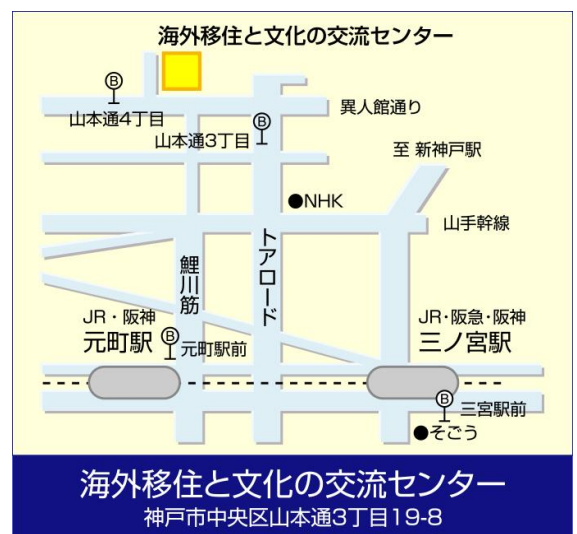 海外移住と文化の交流センター
Ⓑ
山本通4丁目
Ⓑ
山本通3丁目
異人館通り
至 新神戸駅
●NHK
山手幹線
トアロード
鯉川筋
JR・阪神
元町駅
Ⓑ
元町駅前
JR・阪急・阪神
三ノ宮駅
Ⓑ
三宮駅前
●そごう
海外移住と文化の交流センター
神戸市中央区山本通3丁目19-8